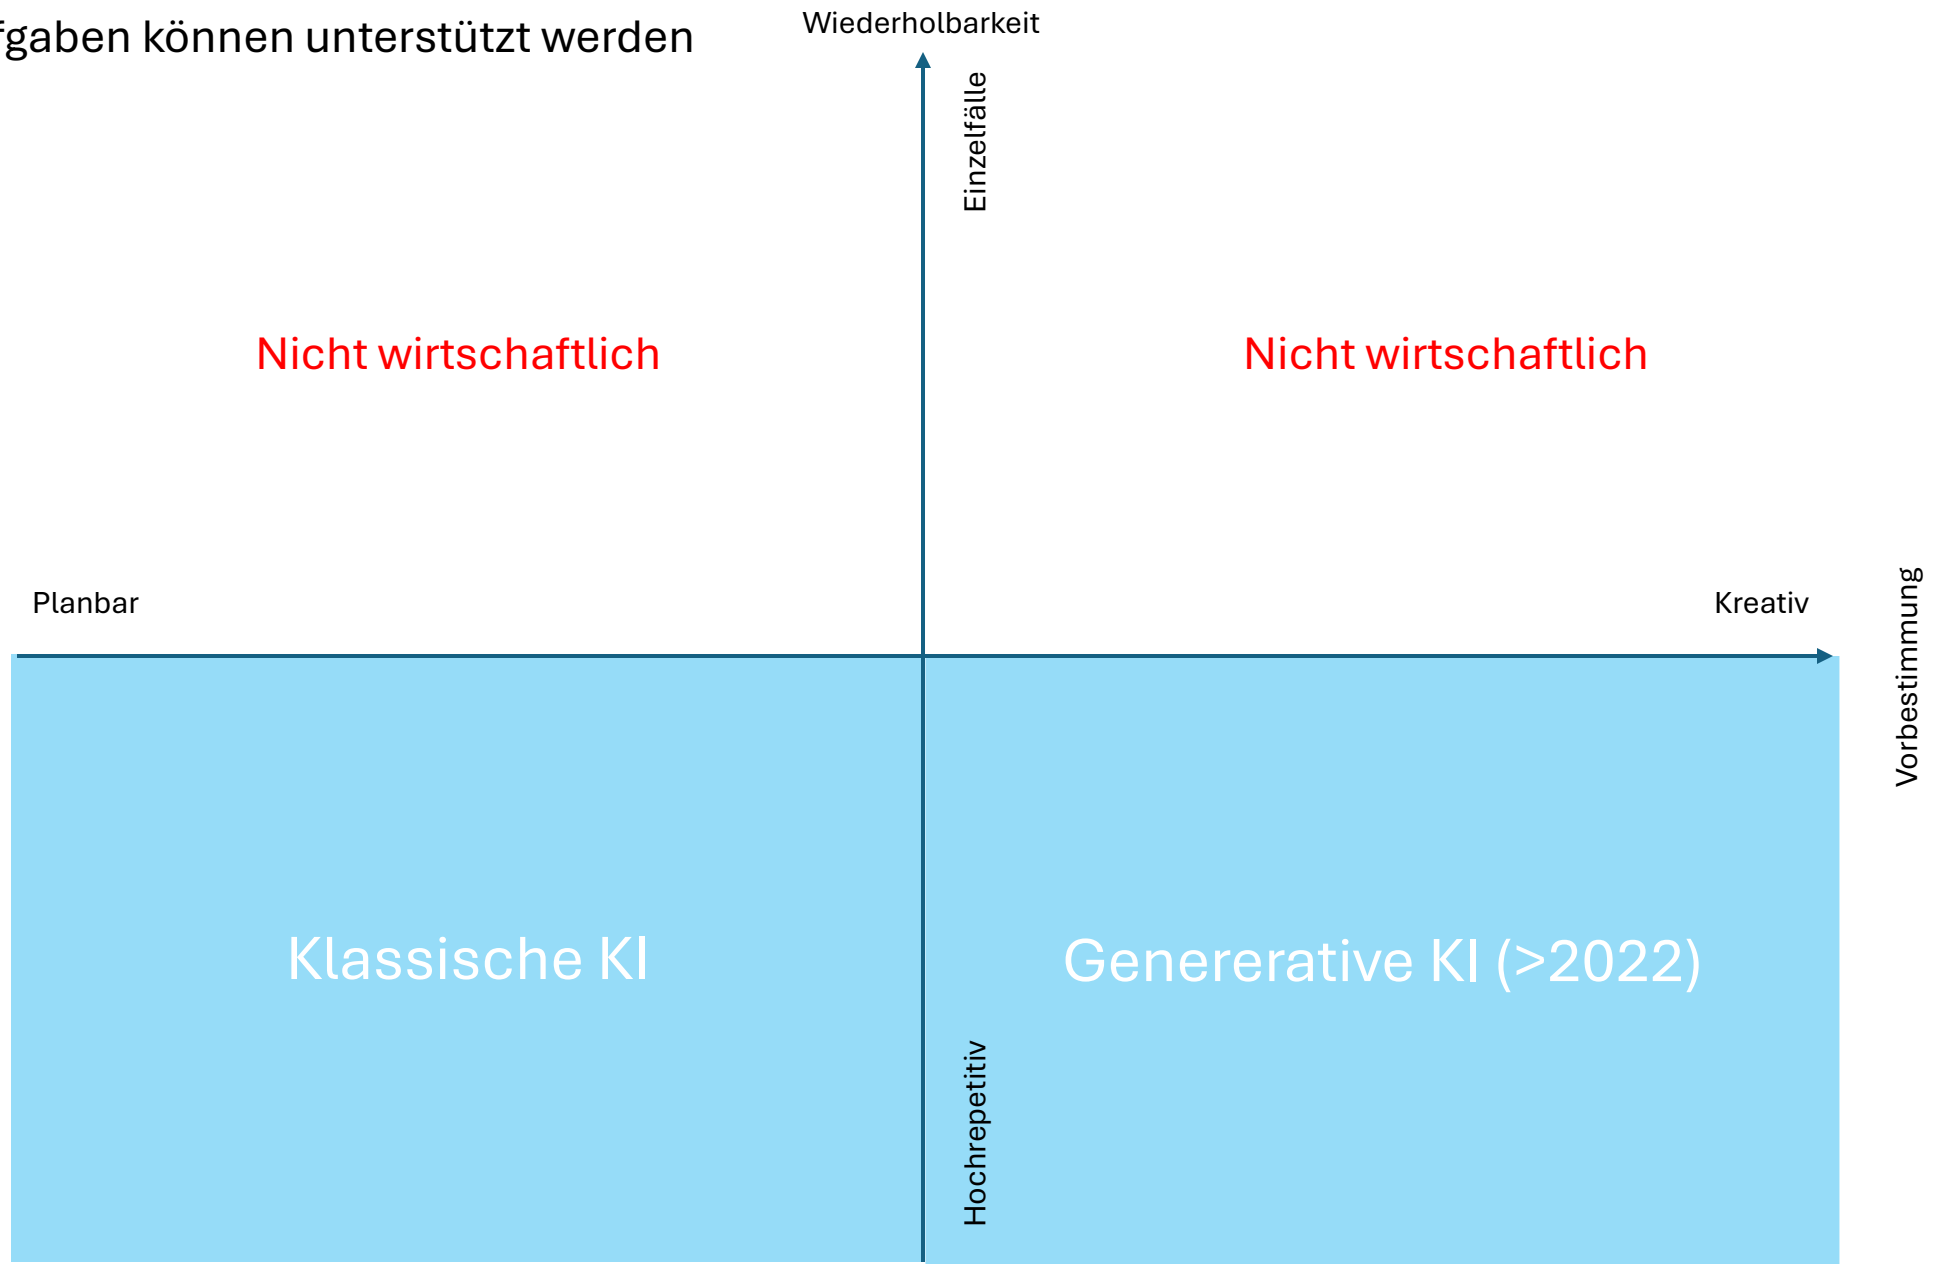 fgaben können unterstützt werden
Wiederholbarkeit
Einzelfälle
Nicht wirtschaftlich
Nicht wirtschaftlich
Planbar
Kreativ
Vorbestimmung
Klassische KI
Genererative KI (>2022)
Hochrepetitiv